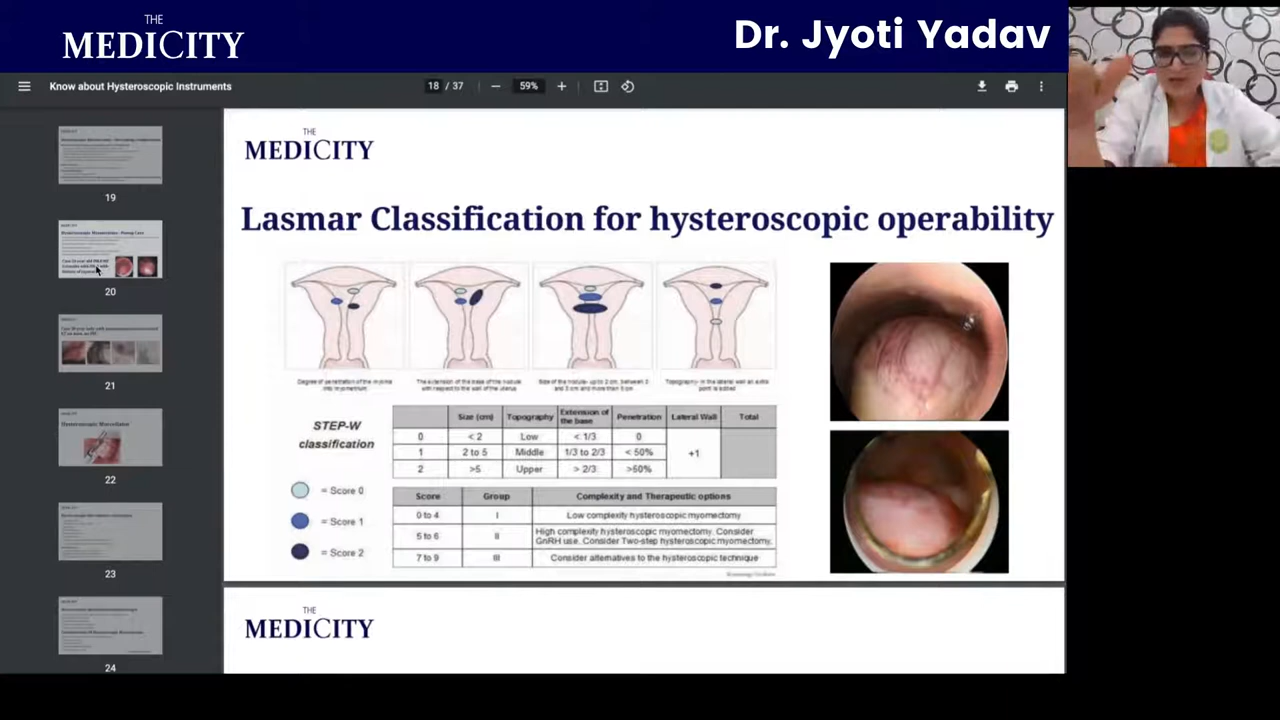 THE
MEDICITY
Dr. Jyoti Yadav
Know about Hysteroscopic Instruments
18 / 37
59%
THE
MEDICITY
Lasmar Classification for hysteroscopic operability
Degree of penetration of the myoma
into myometrium
The extension of the base of the nodule
with respect to the wall of the uterus
Size of the nodule- up to 2 cm, between 2
and 5 cm and more than 5 cm
Topography- in the lateral wall an extra
point is added
STEP-W
classification
Size (cm) Topography Extension of the base Penetration Lateral Wall Total
0 < 2 Low < 1/3 0
1 2 to 5 Middle 1/3 to 2/3 < 50% +1
2 >5 Upper > 2/3 >50%
= Score 0
= Score 1
= Score 2
Score Group Complexity and Therapeutic options
0 to 4 I Low complexity hysteroscopic myomectomy
5 to 6 II High complexity hysteroscopic myomectomy. Consider
GnRH use. Consider Two-step hysteroscopic myomectomy.
7 to 9 III Consider alternatives to the hysteroscopic technique
THE
MEDICITY
19
20
21
Hysteroscopic Morcellator
22
23
24